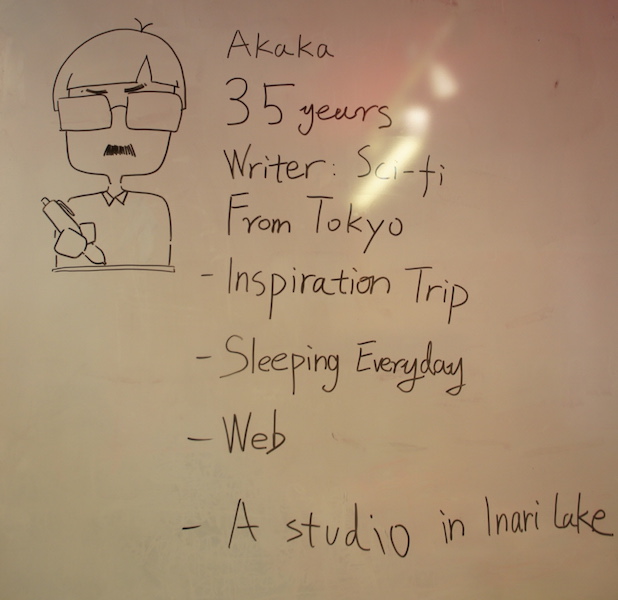 Akaka
35 years
Writer: Sci-fi
From Tokyo
- Inspiration Trip
- Sleeping Everyday
- Web
- A studio in Inari Lake